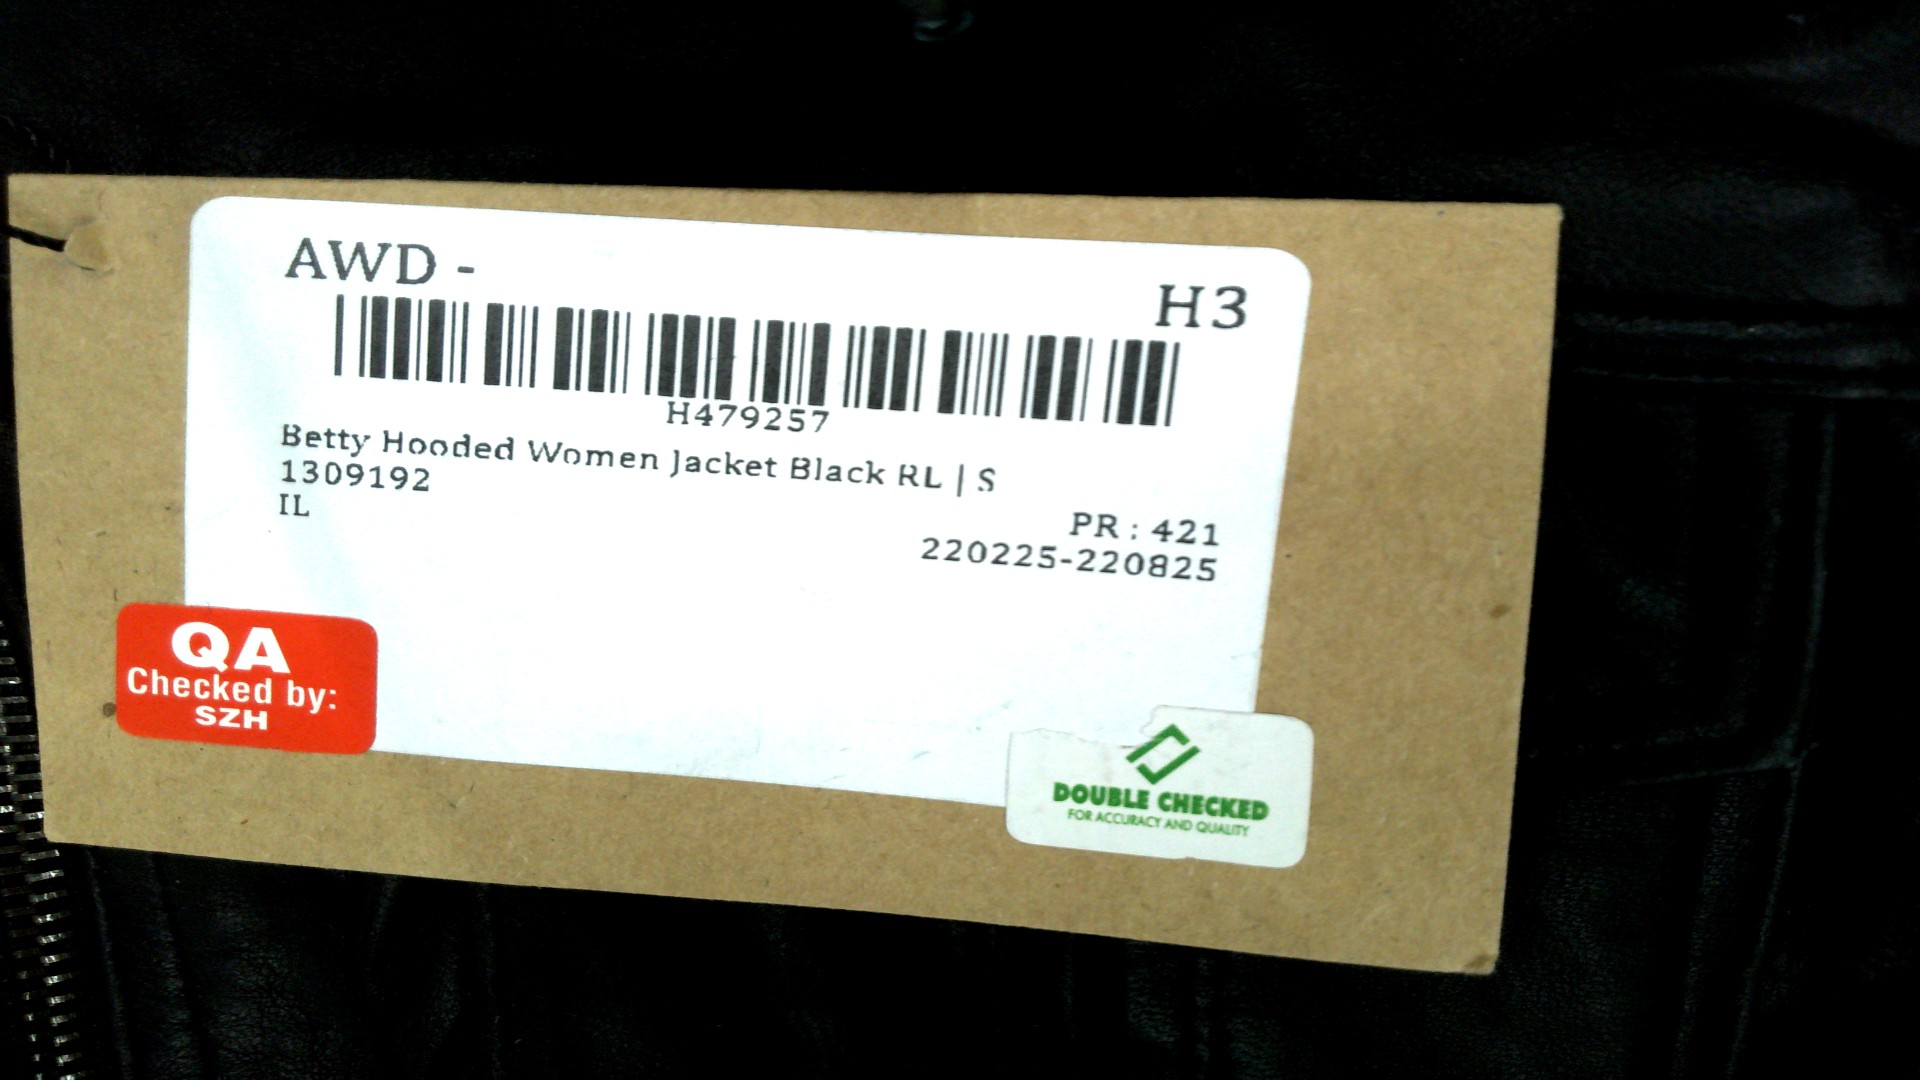 AWD -
H3
H479257
Betty Hooded Women Jacket Black RL | S
1309192
IL
PR : 421
220225-220825
QA
Checked by:
SZH
DOUBLE CHECKED
FOR ACCURACY AND QUALITY